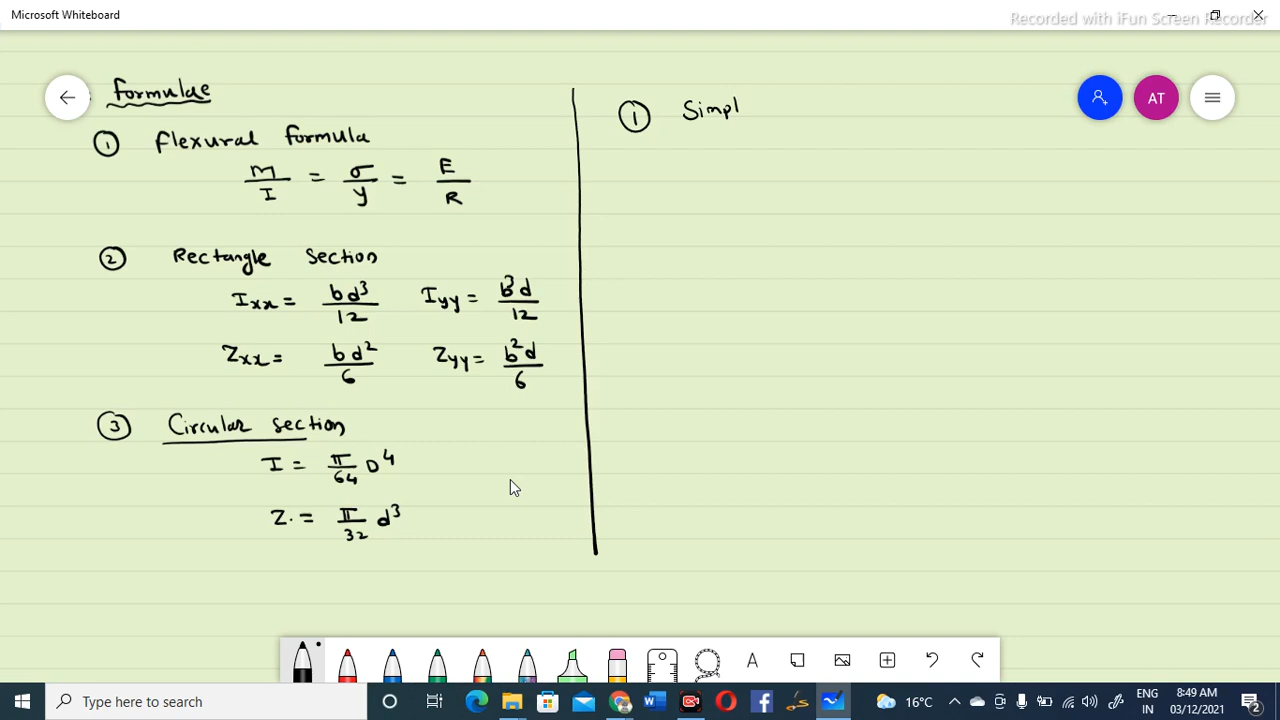 Microsoft Whiteboard
Recorded with iFun Screen Recorder
Formulae
① Flexural formula
M/I = σ/y = E/R
② Rectangle section
Ixx = bd³/12 Iyy = b³d/12
Zxx = bd²/6 Zyy = b²d/6
③ Circular section
I = π/64 D⁴
Z. = π/32 d³
① Simpl
AT
A
Type here to search
16°C
ENG
IN
8:49 AM
03/12/2021
2